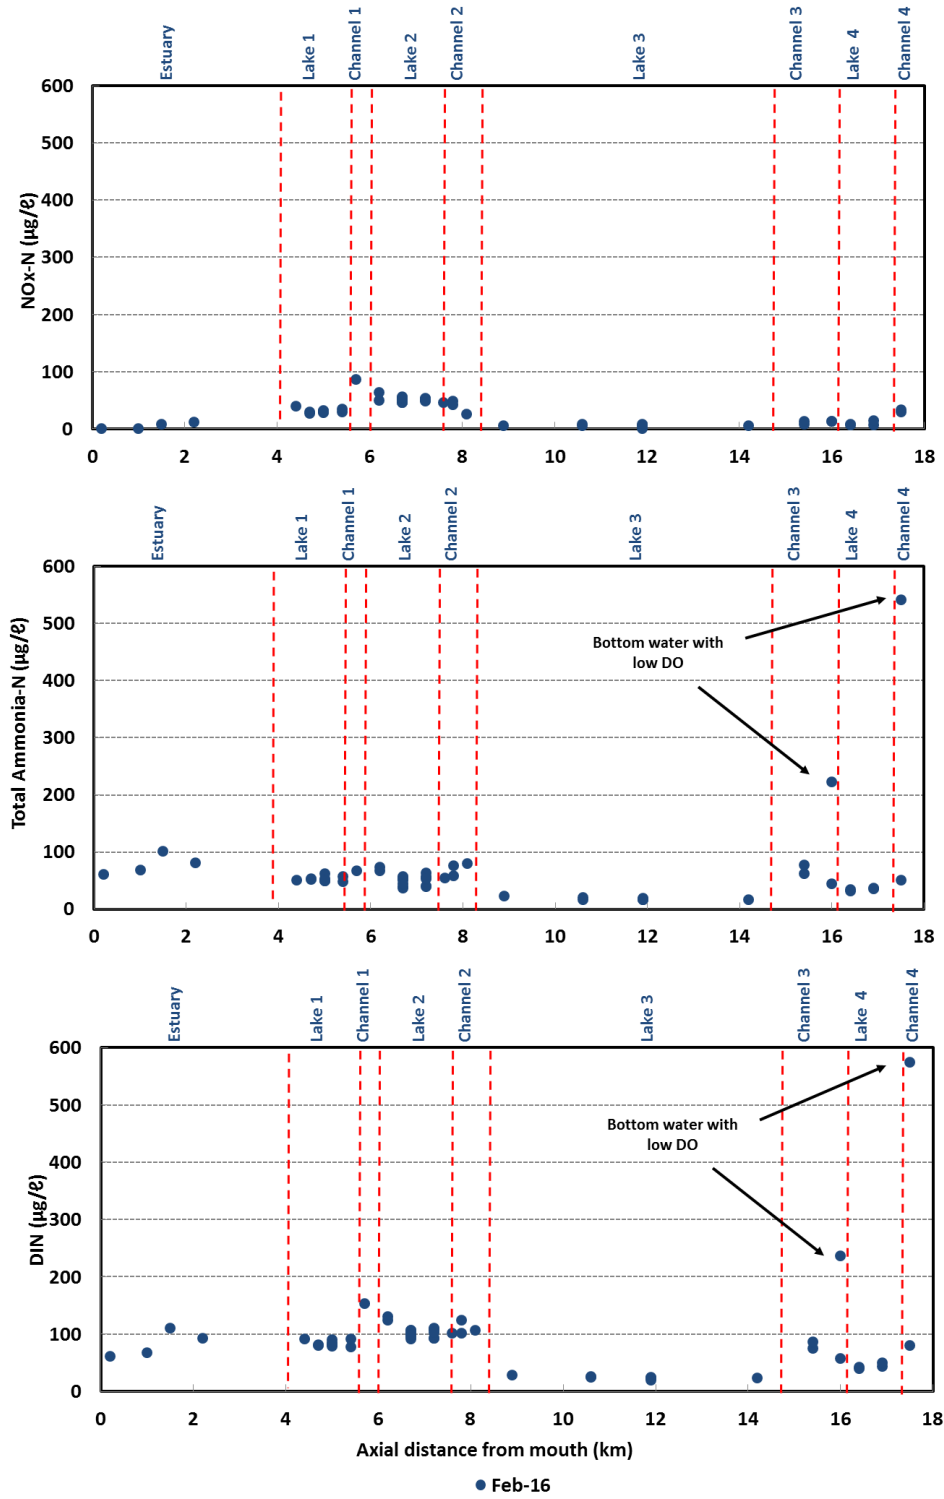 Estuary
Lake 1
Channel 1
Lake 2
Channel 2
Lake 3
Channel 3
Lake 4
Channel 4
NOx-N (µg/ℓ)
600
500
400
300
200
100
0
0 2 4 6 8 10 12 14 16 18
Estuary
Lake 1
Channel 1
Lake 2
Channel 2
Lake 3
Channel 3
Lake 4
Channel 4
Total Ammonia-N (µg/ℓ)
600
500
400
300
200
100
0
Bottom water with
low DO
0 2 4 6 8 10 12 14 16 18
Estuary
Lake 1
Channel 1
Lake 2
Channel 2
Lake 3
Channel 3
Lake 4
Channel 4
DIN (µg/ℓ)
600
500
400
300
200
100
0
Bottom water with
low DO
0 2 4 6 8 10 12 14 16 18
Axial distance from mouth (km)
Feb-16